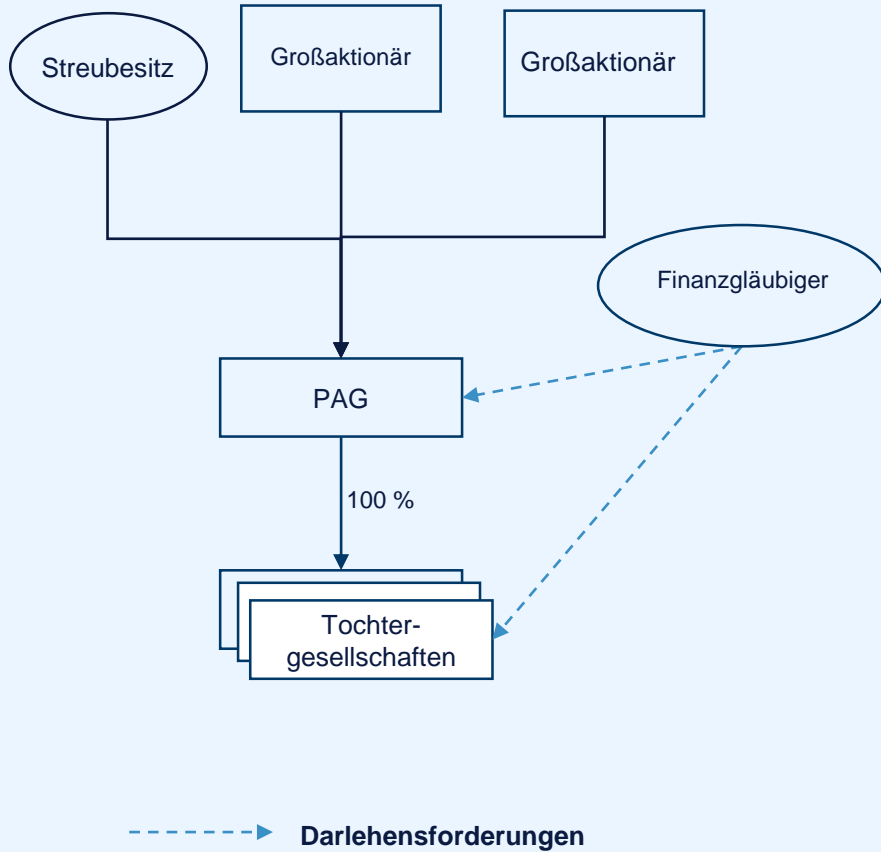 Streubesitz
Großaktionär
Großaktionär
Finanzgläubiger
PAG
100 %
Tochter-
gesellschaften
Darlehensforderungen